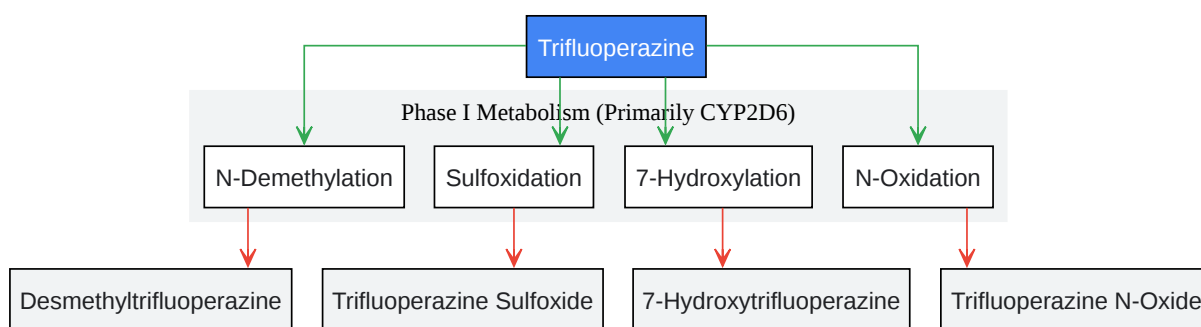 Trifluoperazine
Phase I Metabolism (Primarily CYP2D6)
N-Demethylation
Sulfoxidation
7-Hydroxylation
N-Oxidation
Desmethyltrifluoperazine
Trifluoperazine Sulfoxide
7-Hydroxytrifluoperazine
Trifluoperazine N-Oxide